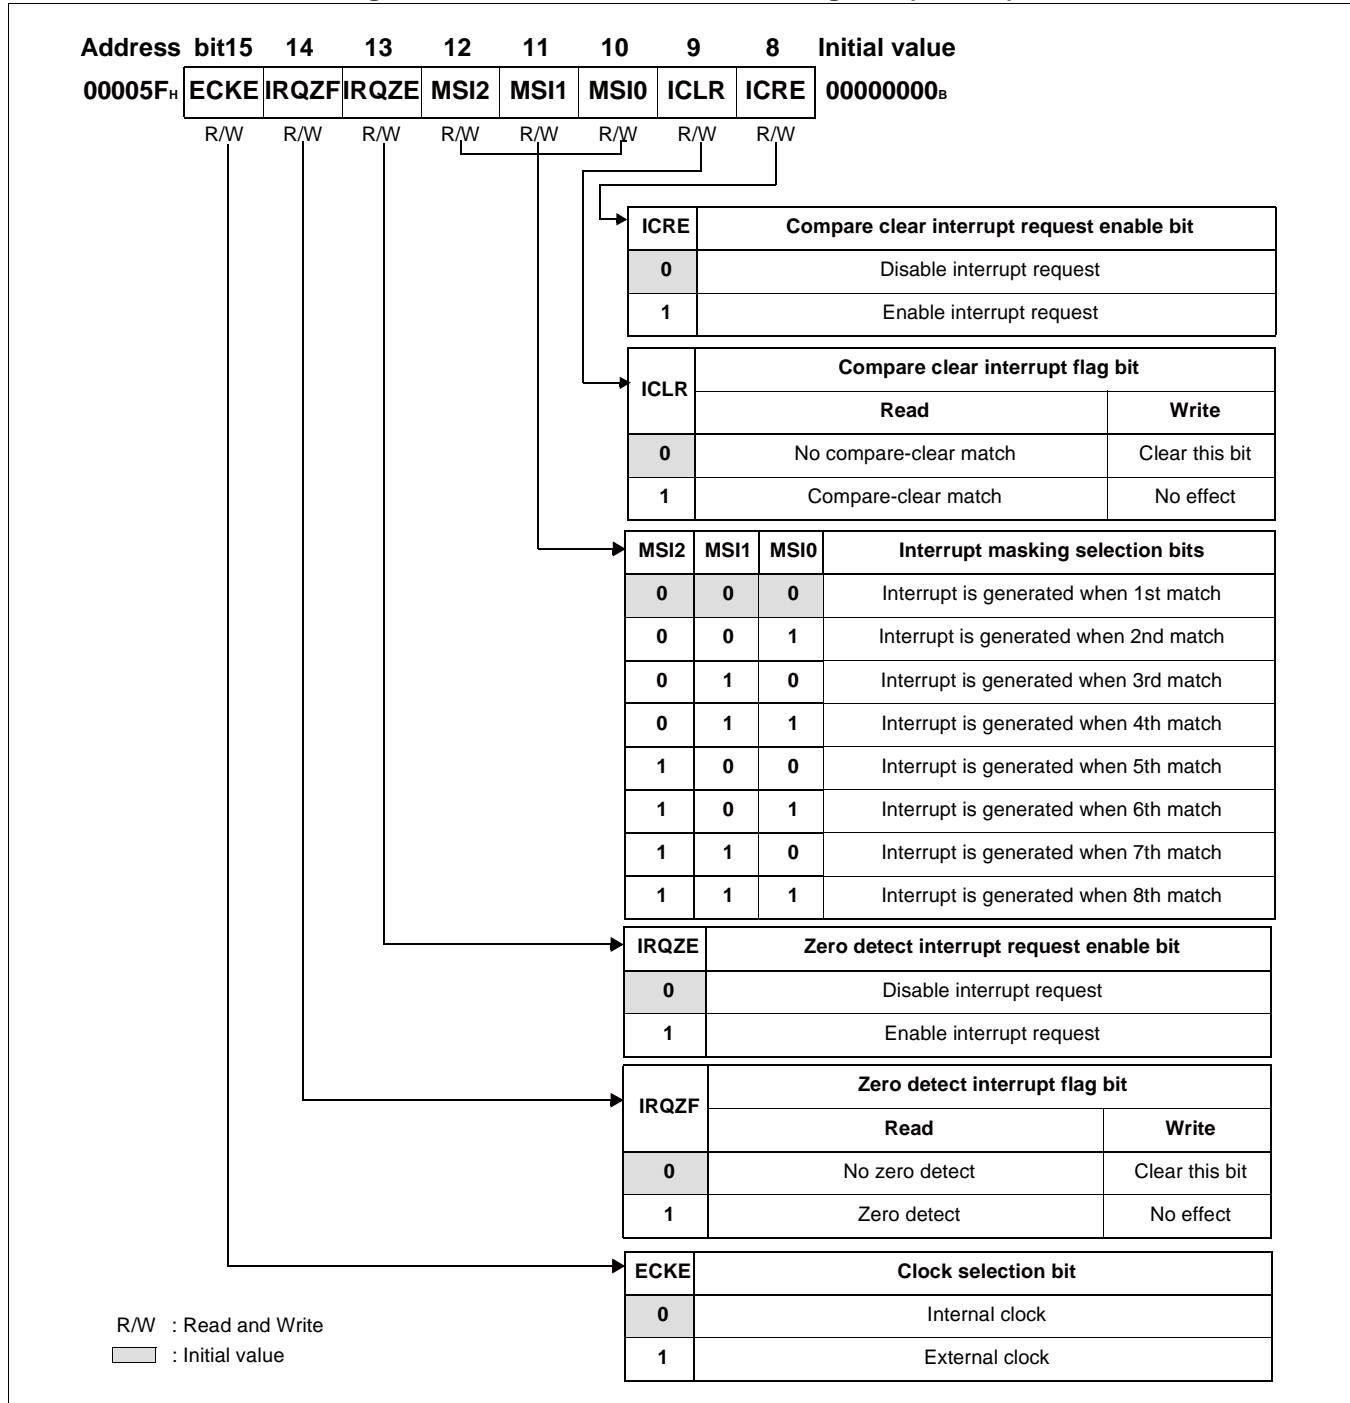 Address bit15 14 13 12 11 10 9 8 Initial value
00005FH ECKE IRQZF IRQZE MSI2 MSI1 MSI0 ICLR ICRE 00000000B
R/W R/W R/W R/W R/W R/W R/W R/W
ICRE Compare clear interrupt request enable bit
0 Disable interrupt request
1 Enable interrupt request
Compare clear interrupt flag bit
ICLR
Read Write
0 No compare-clear match Clear this bit
1 Compare-clear match No effect
MSI2 MSI1 MSI0 Interrupt masking selection bits
0 0 0 Interrupt is generated when 1st match
0 0 1 Interrupt is generated when 2nd match
0 1 0 Interrupt is generated when 3rd match
0 1 1 Interrupt is generated when 4th match
1 0 0 Interrupt is generated when 5th match
1 0 1 Interrupt is generated when 6th match
1 1 0 Interrupt is generated when 7th match
1 1 1 Interrupt is generated when 8th match
IRQZE Zero detect interrupt request enable bit
0 Disable interrupt request
1 Enable interrupt request
Zero detect interrupt flag bit
IRQZF
Read Write
0 No zero detect Clear this bit
1 Zero detect No effect
ECKE Clock selection bit
0 Internal clock
1 External clock
R/W : Read and Write
: Initial value